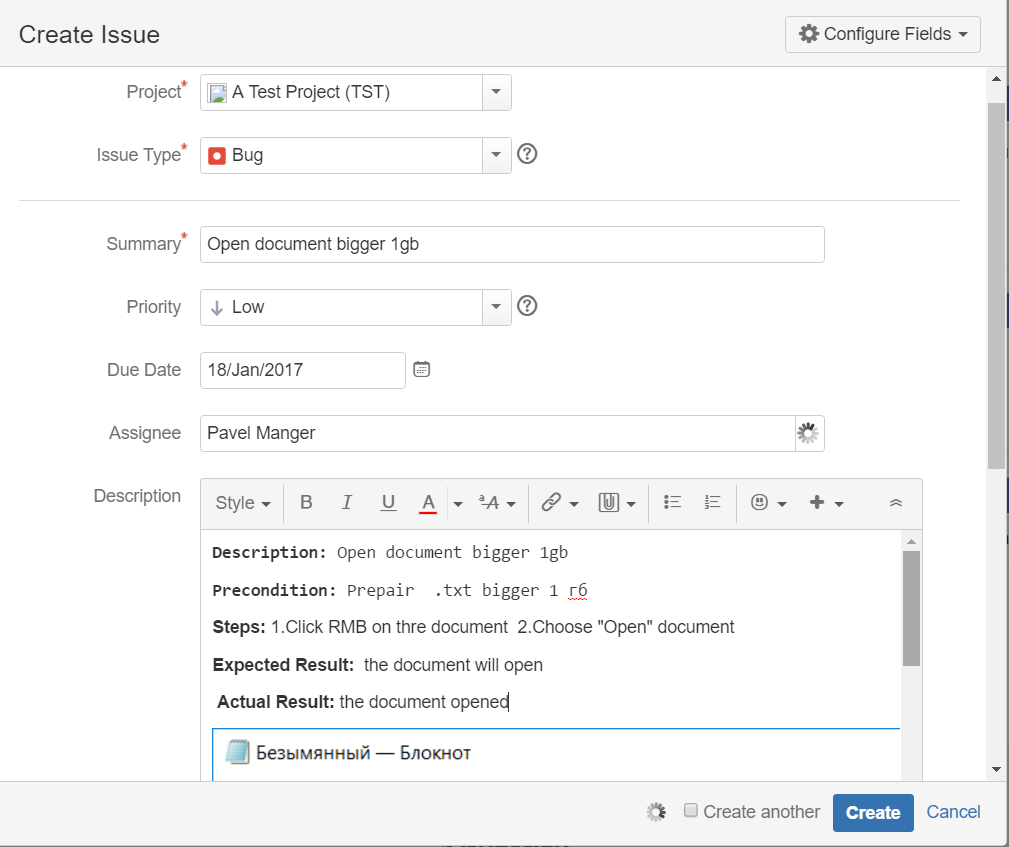 Create Issue
Configure Fields
Project*
A Test Project (TST)
Issue Type*
Bug
Summary*
Open document bigger 1gb
Priority
Low
Due Date
18/Jan/2017
Assignee
Pavel Manger
Description
Style B I U A ªA
Description: Open document bigger 1gb
Precondition: Prepair .txt bigger 1 гб
Steps: 1.Click RMB on thre document 2.Choose "Open" document
Expected Result: the document will open
Actual Result: the document opened
Безымянный — Блокнот
Create another
Create
Cancel